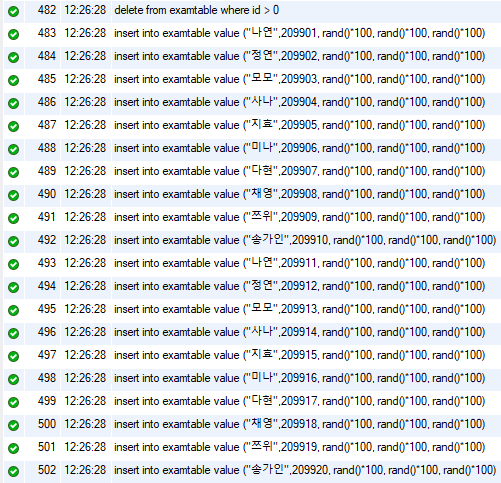 482 12:26:28 delete from examtable where id > 0
483 12:26:28 insert into examtable value ("나연",209901, rand()*100, rand()*100, rand()*100)
484 12:26:28 insert into examtable value ("정연",209902, rand()*100, rand()*100, rand()*100)
485 12:26:28 insert into examtable value ("모모",209903, rand()*100, rand()*100, rand()*100)
486 12:26:28 insert into examtable value ("사나",209904, rand()*100, rand()*100, rand()*100)
487 12:26:28 insert into examtable value ("지효",209905, rand()*100, rand()*100, rand()*100)
488 12:26:28 insert into examtable value ("미나",209906, rand()*100, rand()*100, rand()*100)
489 12:26:28 insert into examtable value ("다현",209907, rand()*100, rand()*100, rand()*100)
490 12:26:28 insert into examtable value ("채영",209908, rand()*100, rand()*100, rand()*100)
491 12:26:28 insert into examtable value ("쯔위",209909, rand()*100, rand()*100, rand()*100)
492 12:26:28 insert into examtable value ("송가인",209910, rand()*100, rand()*100, rand()*100)
493 12:26:28 insert into examtable value ("나연",209911, rand()*100, rand()*100, rand()*100)
494 12:26:28 insert into examtable value ("정연",209912, rand()*100, rand()*100, rand()*100)
495 12:26:28 insert into examtable value ("모모",209913, rand()*100, rand()*100, rand()*100)
496 12:26:28 insert into examtable value ("사나",209914, rand()*100, rand()*100, rand()*100)
497 12:26:28 insert into examtable value ("지효",209915, rand()*100, rand()*100, rand()*100)
498 12:26:28 insert into examtable value ("미나",209916, rand()*100, rand()*100, rand()*100)
499 12:26:28 insert into examtable value ("다현",209917, rand()*100, rand()*100, rand()*100)
500 12:26:28 insert into examtable value ("채영",209918, rand()*100, rand()*100, rand()*100)
501 12:26:28 insert into examtable value ("쯔위",209919, rand()*100, rand()*100, rand()*100)
502 12:26:28 insert into examtable value ("송가인",209920, rand()*100, rand()*100, rand()*100)